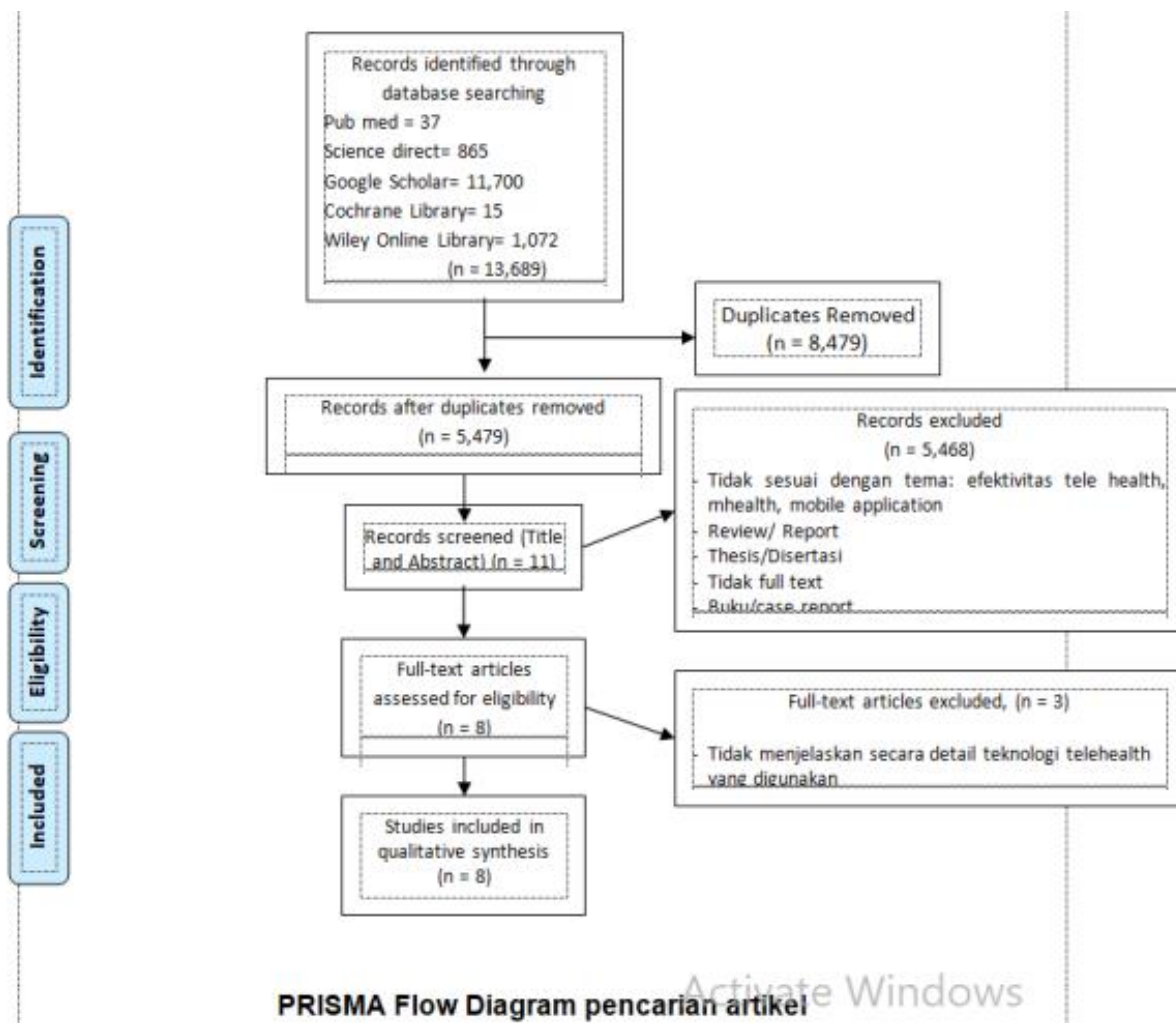 Records identified through
database searching
Pub med = 37
Science direct= 865
Google Scholar= 11,700
Cochrane Library= 15
Wiley Online Library= 1,072
(n = 13,689)
Identification
Duplicates Removed
(n = 8,479)
Records after duplicates removed
(n = 5,479)
Records excluded
(n = 5,468)
- Tidak sesuai dengan tema: efektivitas tele health,
mhealth, mobile application
- Review/ Report
- Thesis/Disertasi
- Tidak full text
- Buku/case report
Screening
Records screened (Title
and Abstract) (n = 11)
Eligibility
Full-text articles
assessed for eligibility
(n = 8)
Full-text articles excluded, (n = 3)
- Tidak menjelaskan secara detail teknologi telehealth
yang digunakan
Included
Studies included in
qualitative synthesis
(n = 8)
PRISMA Flow Diagram pencarian artikel
Activate Windows